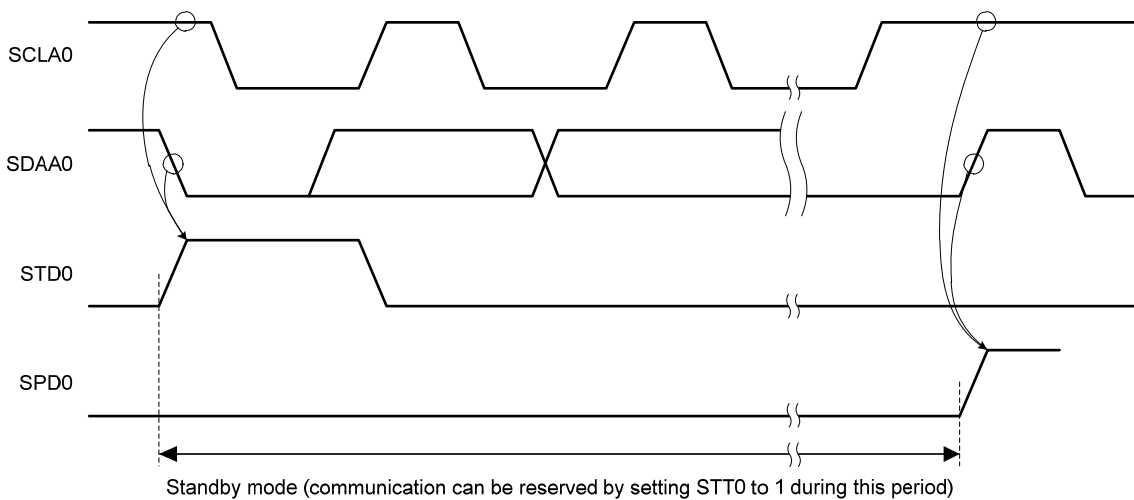 SCLA0
SDAA0
STD0
SPD0
Standby mode (communication can be reserved by setting STT0 to 1 during this period)